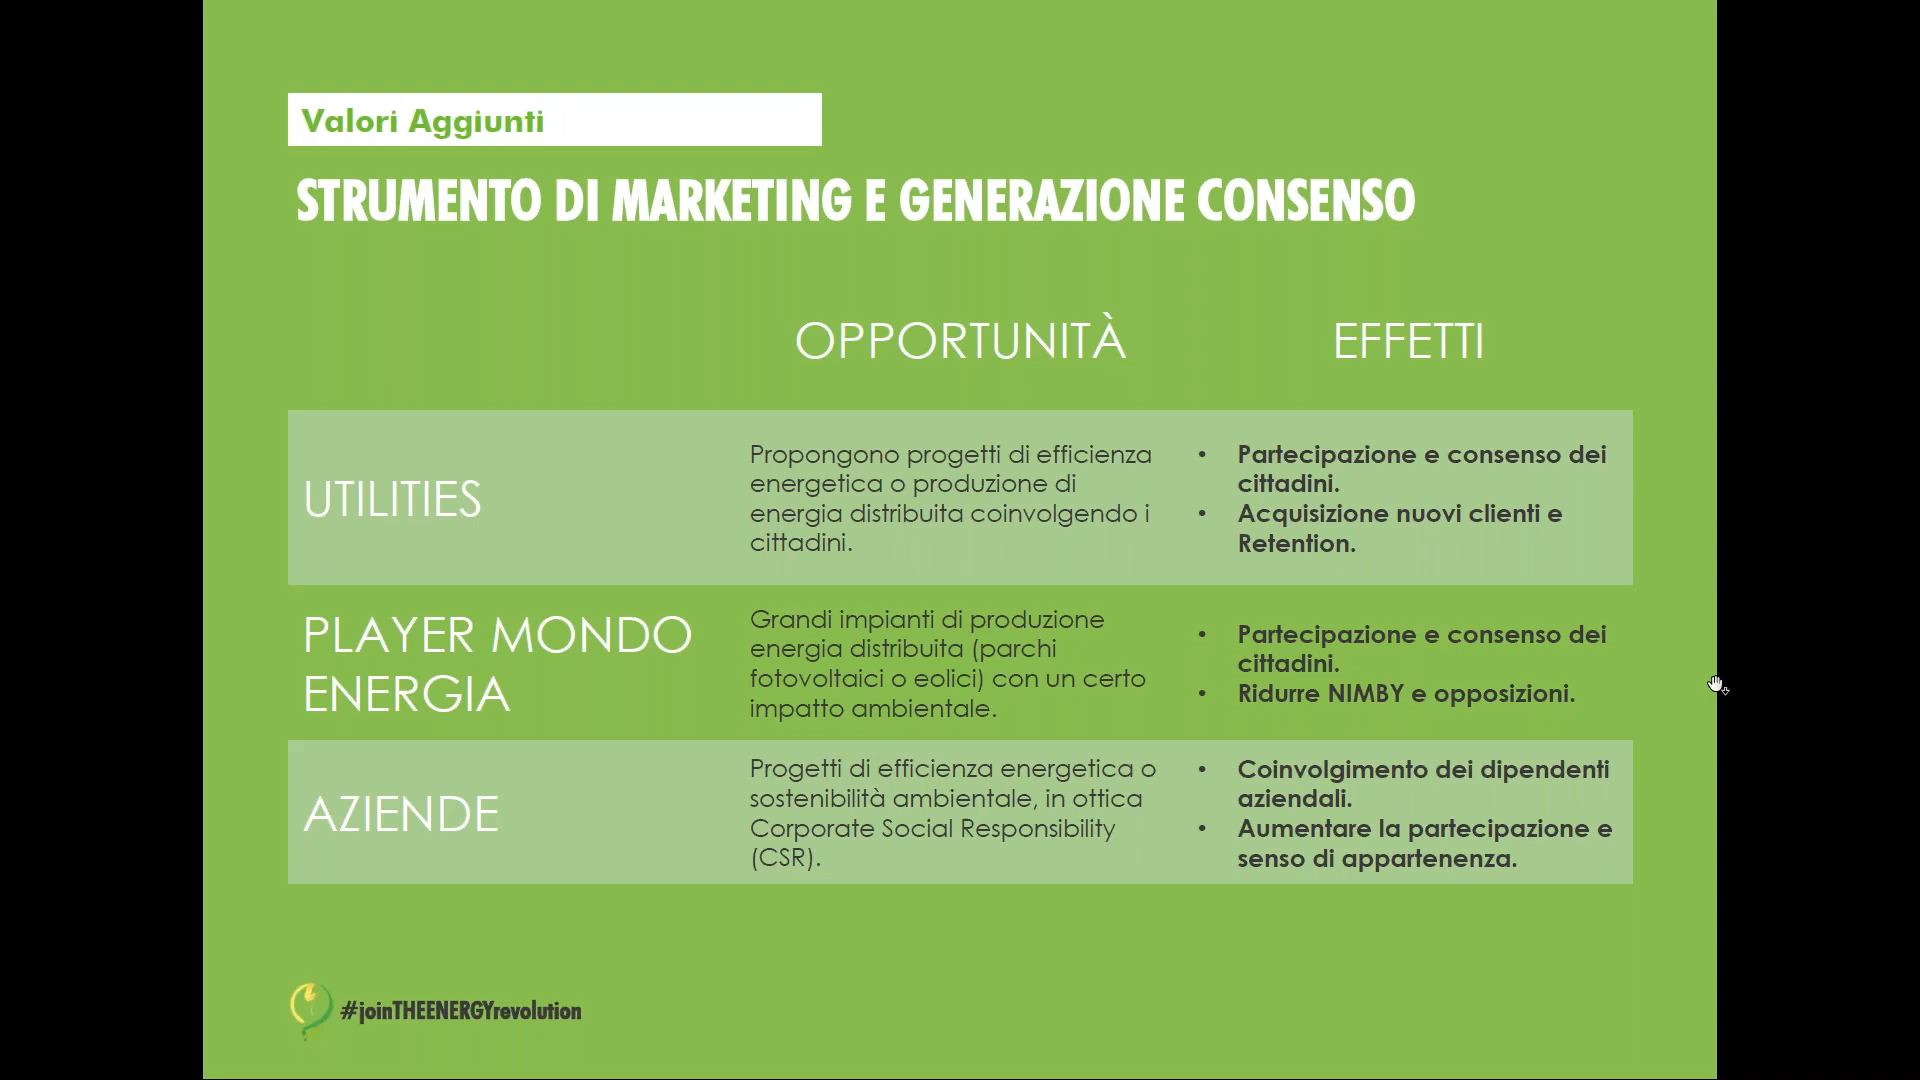 Valori Aggiunti
STRUMENTO DI MARKETING E GENERAZIONE CONSENSO
OPPORTUNITÀ
EFFETTI
UTILITIES
Propongono progetti di efficienza
energetica o produzione di
energia distribuita coinvolgendo i
cittadini.
• Partecipazione e consenso dei
cittadini.
• Acquisizione nuovi clienti e
Retention.
PLAYER MONDO
ENERGIA
Grandi impianti di produzione
energia distribuita (parchi
fotovoltaici o eolici) con un certo
impatto ambientale.
• Partecipazione e consenso dei
cittadini.
• Ridurre NIMBY e opposizioni.
AZIENDE
Progetti di efficienza energetica o
sostenibilità ambientale, in ottica
Corporate Social Responsibility
(CSR).
• Coinvolgimento dei dipendenti
aziendali.
• Aumentare la partecipazione e
senso di appartenenza.
#joinTHEENERGYrevolution